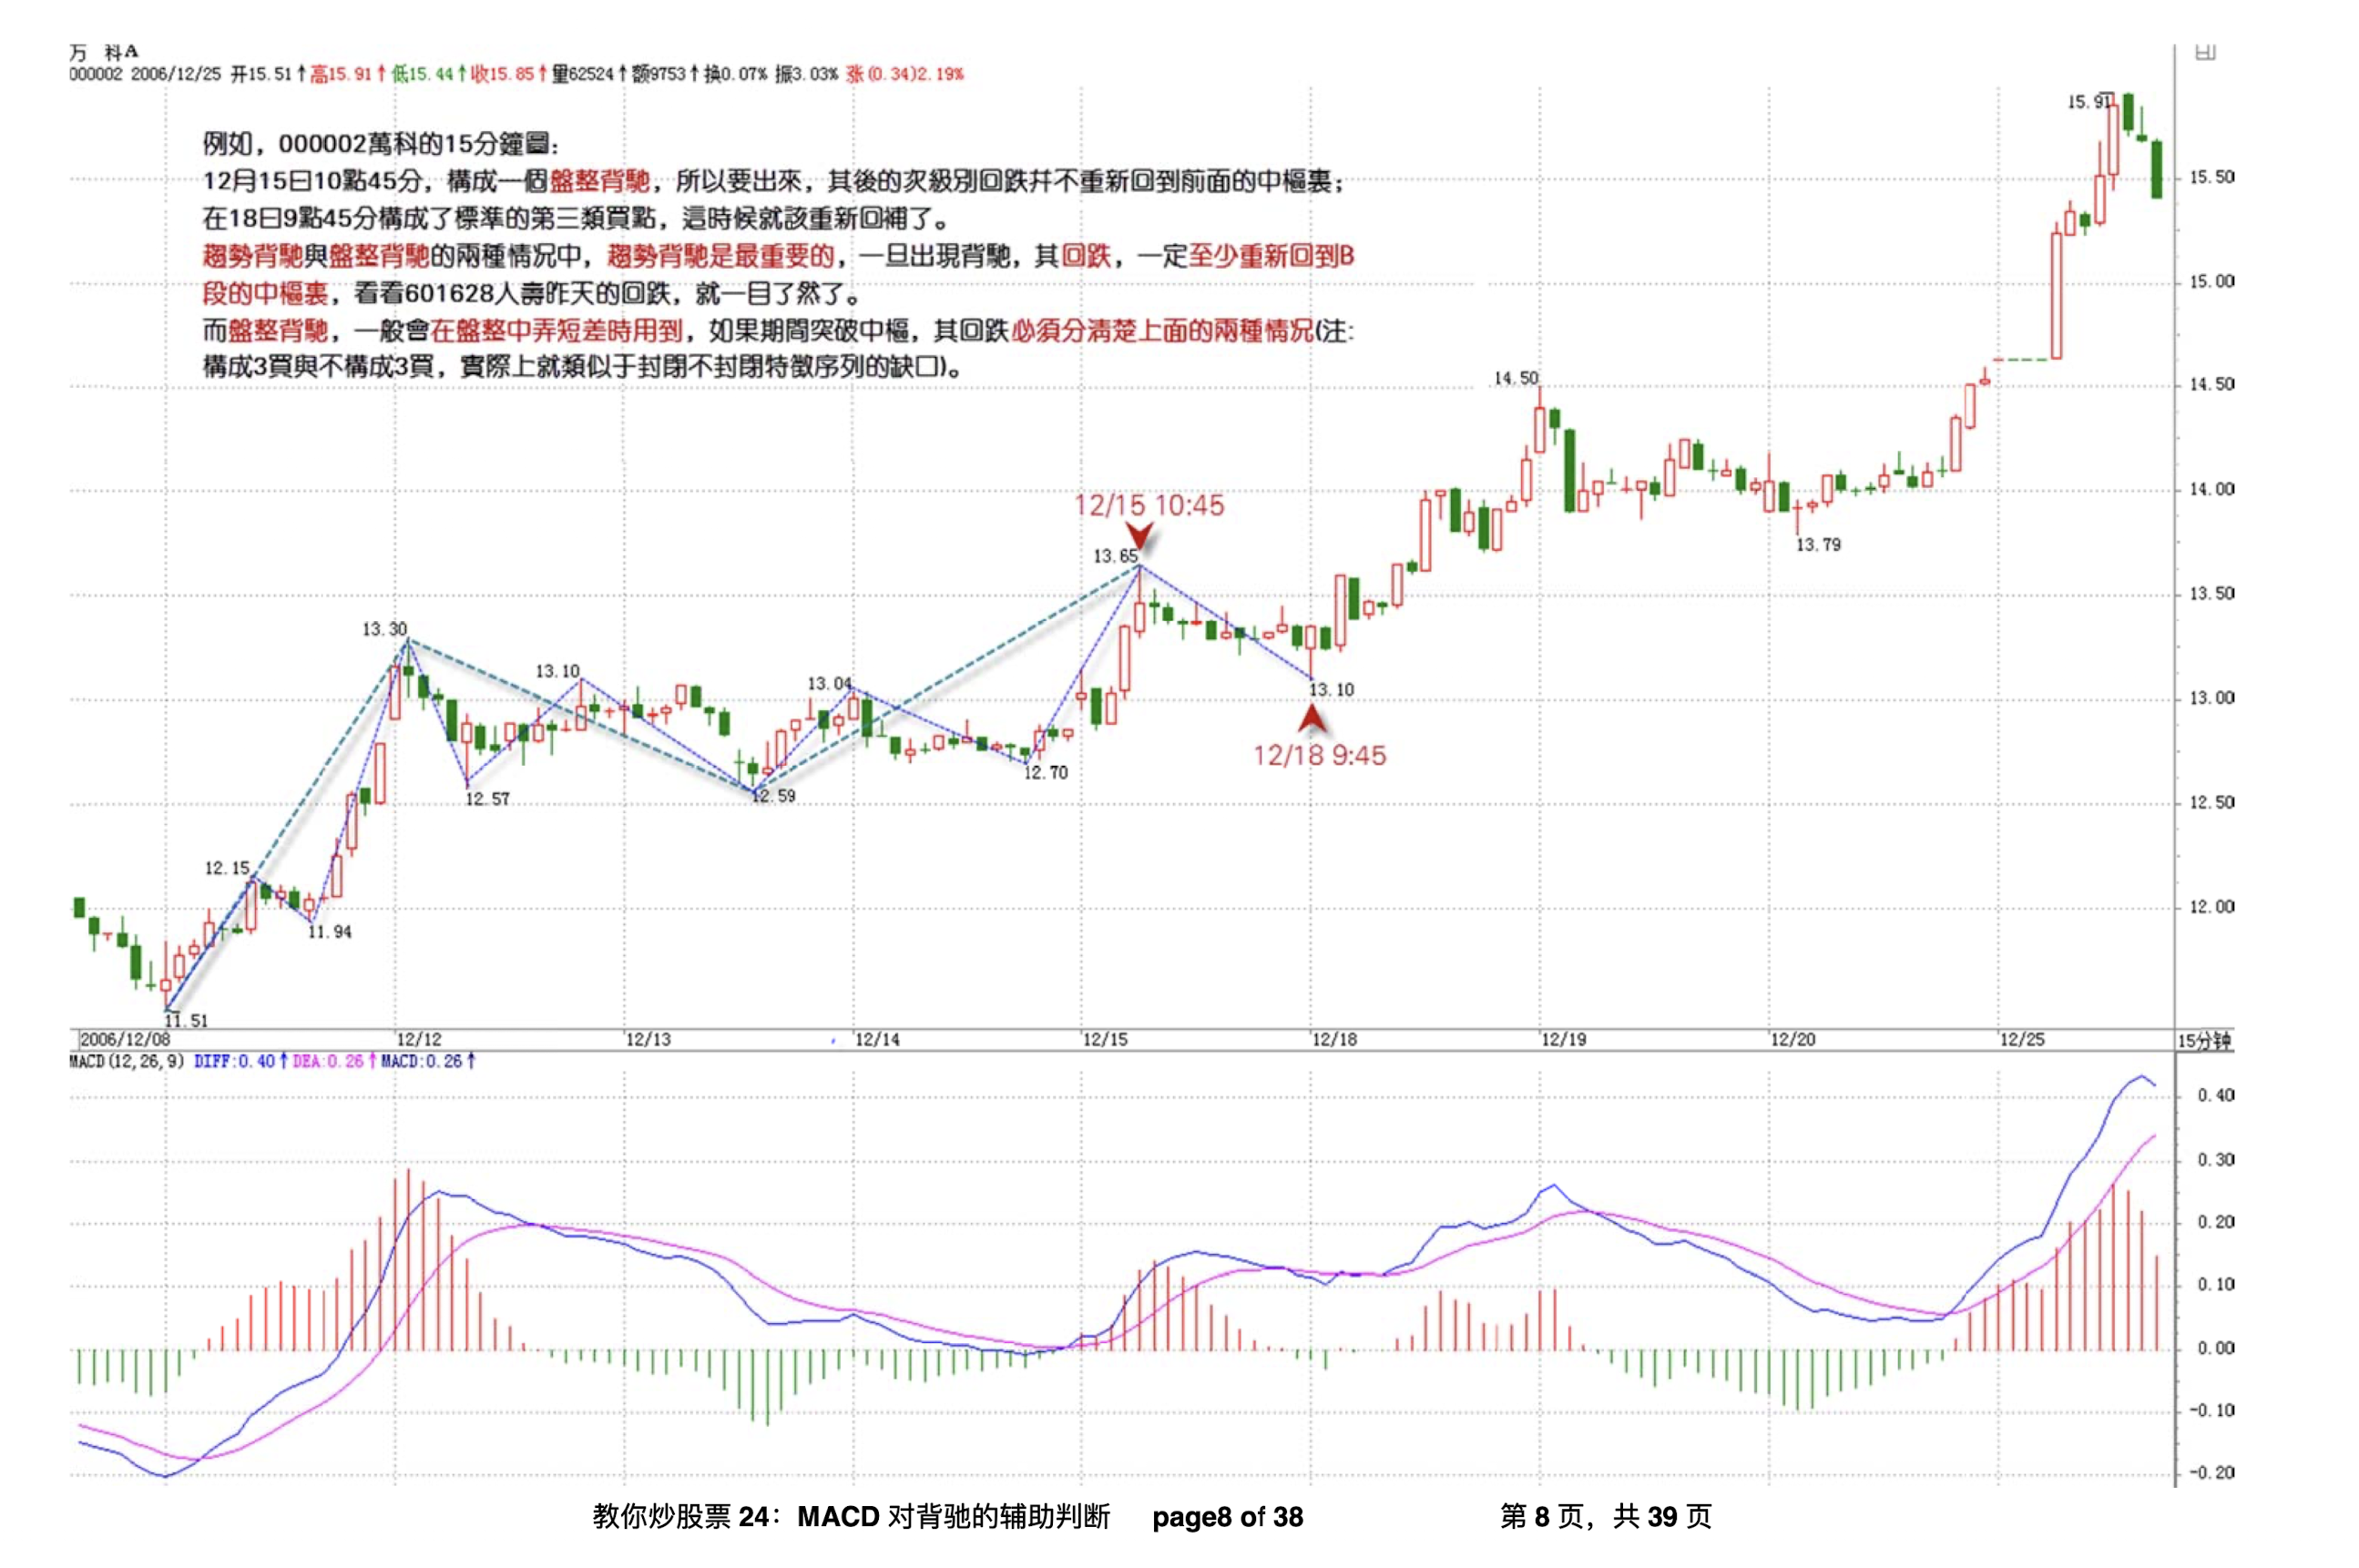 万 科A
000002 2006/12/25 开15.51↑高15.91↑低15.44↑收15.85↑量62524↑额9753↑换0.07% 振3.03% 涨(0.34)2.19%
例如，000002萬科的15分鐘圖：
12月15日10點45分，構成一個盤整背馳，所以要出來，其後的次級別回跌并不重新回到前面的中樞裏；
在18日9點45分構成了標準的第三類買點，這時候就該重新回補了。
趨勢背馳與盤整背馳的兩種情况中，趨勢背馳是最重要的，一旦出現背馳，其回跌，一定至少重新回到B
段的中樞裏，看看601628人壽昨天的回跌，就一目了然了。
而盤整背馳，一般會在盤整中弄短差時用到，如果期間突破中樞，其回跌必須分清楚上面的兩種情况(注:
構成3買與不構成3買，實際上就類似于封閉不封閉特徵序列的缺口)。
15.91
15.50
15.00
14.50
14.50
14.00
12/15 10:45
13.79
13.65
13.50
13.30
13.10
13.04
13.00
13.10
12/18 9:45
12.70
12.57
12.59
12.50
12.15
12.00
11.94
11.51
2006/12/08 12/12 12/13 12/14 12/15 12/18 12/19 12/20 12/25 15分钟
MACD(12,26,9) DIFF:0.40↑DEA:0.26↑MACD:0.26↑
0.40
0.30
0.20
0.10
0.00
-0.10
-0.20
教你炒股票 24：MACD 对背驰的辅助判断 page8 of 38 第 8 页，共 39 页